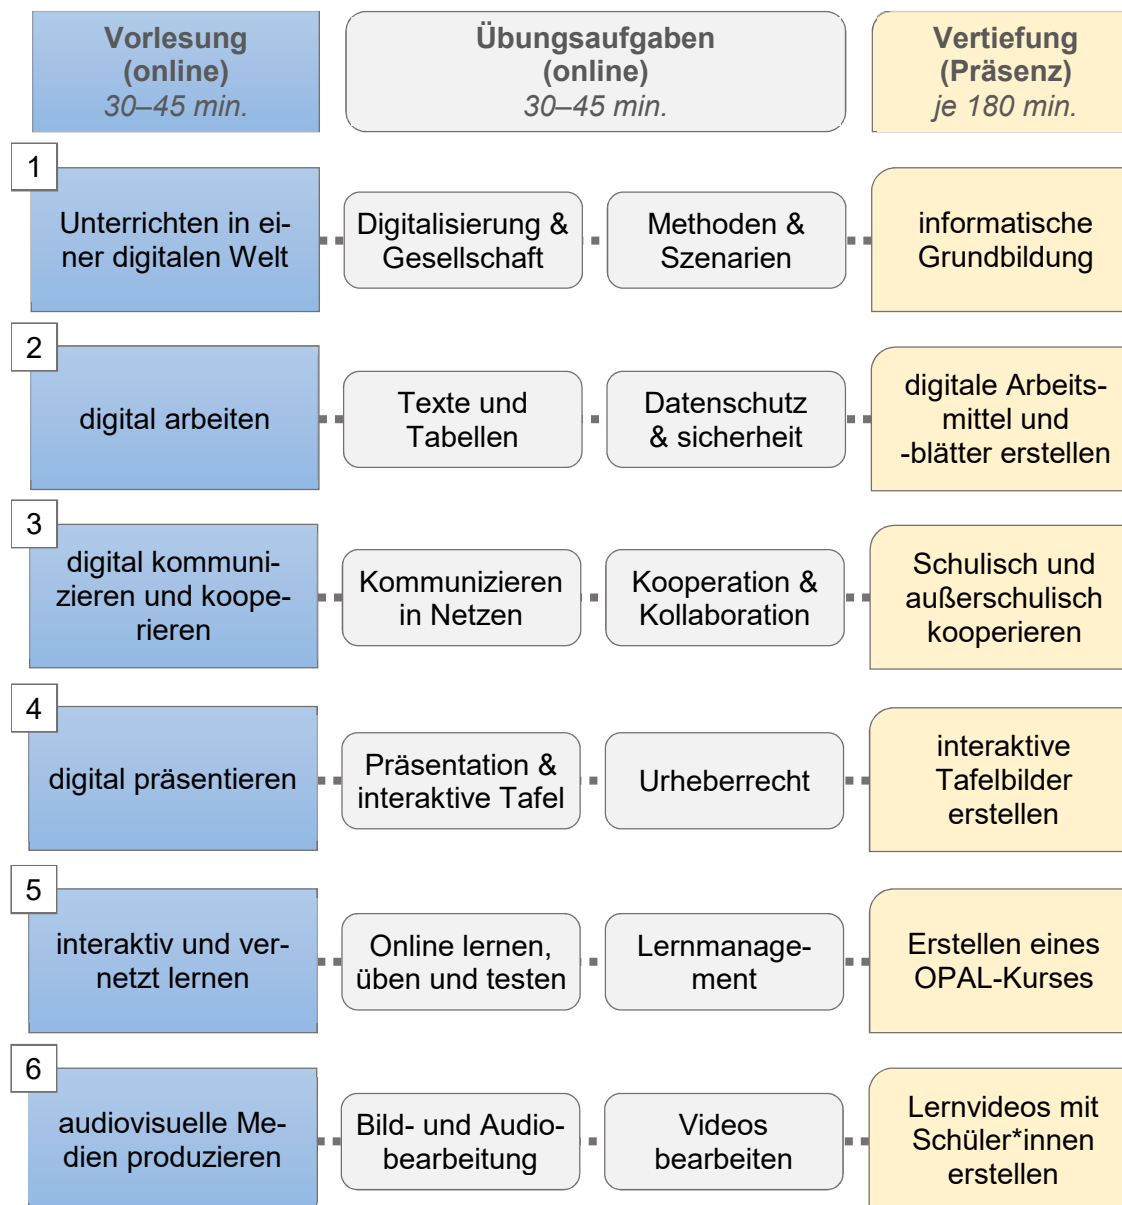 Vorlesung
(online)
30–45 min.
Übungsaufgaben
(online)
30–45 min.
Vertiefung
(Präsenz)
je 180 min.
1
Unterrichten in ei-
ner digitalen Welt
Digitalisierung &
Gesellschaft
Methoden &
Szenarien
informatische
Grundbildung
2
digital arbeiten
Texte und
Tabellen
Datenschutz
& sicherheit
digitale Arbeits-
mittel und
-blätter erstellen
3
digital kommuni-
zieren und koope-
rieren
Kommunizieren
in Netzen
Kooperation &
Kollaboration
Schulisch und
außerschulisch
kooperieren
4
digital präsentieren
Präsentation &
interaktive Tafel
Urheberrecht
interaktive
Tafelbilder
erstellen
5
interaktiv und ver-
netzt lernen
Online lernen,
üben und testen
Lernmanage-
ment
Erstellen eines
OPAL-Kurses
6
audiovisuelle Me-
dien produzieren
Bild- und Audio-
bearbeitung
Videos
bearbeiten
Lernvideos mit
Schüler*innen
erstellen